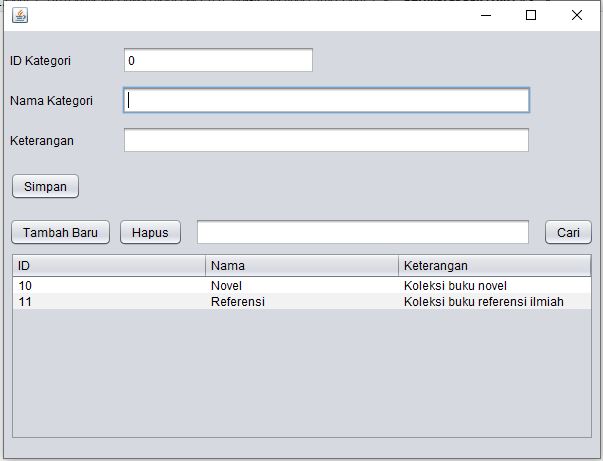 ID Kategori 0
Nama Kategori
Keterangan
Simpan
Tambah Baru Hapus Cari
ID Nama Keterangan
10 Novel Koleksi buku novel
11 Referensi Koleksi buku referensi ilmiah